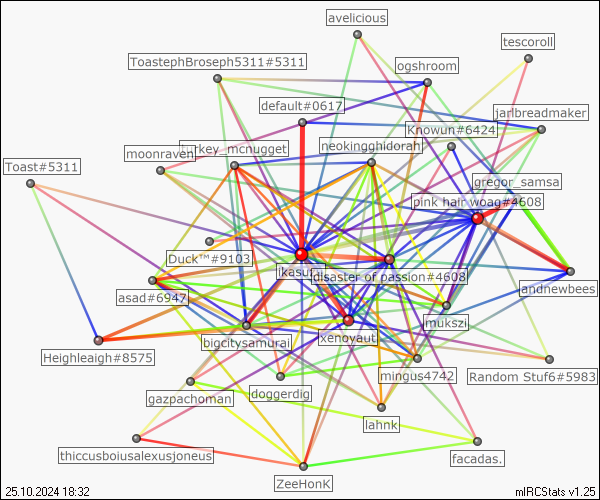 avelicious
tescoroll
ToastephBroseph5311#5311
ogshroom
default#0617
jarlbreadmaker
Knowun#6424
turkey_mcnugget
neokingghidorah
moonraven
Toast#5311
gregor_samsa
pink hair woag#4608
Duck™#9103
ikasuru
disaster of passion#4608
andnewbees
asad#6947
mukszi
xenoyaut
bigcitysamurai
Heighleaigh#8575
mingus4742
Random Stuf6#5983
doggerdig
gazpachoman
lahnk
thiccusboiusalexusjoneus
facadas.
ZeeHonK
25.10.2024 18:32
mIRCStats v1.25